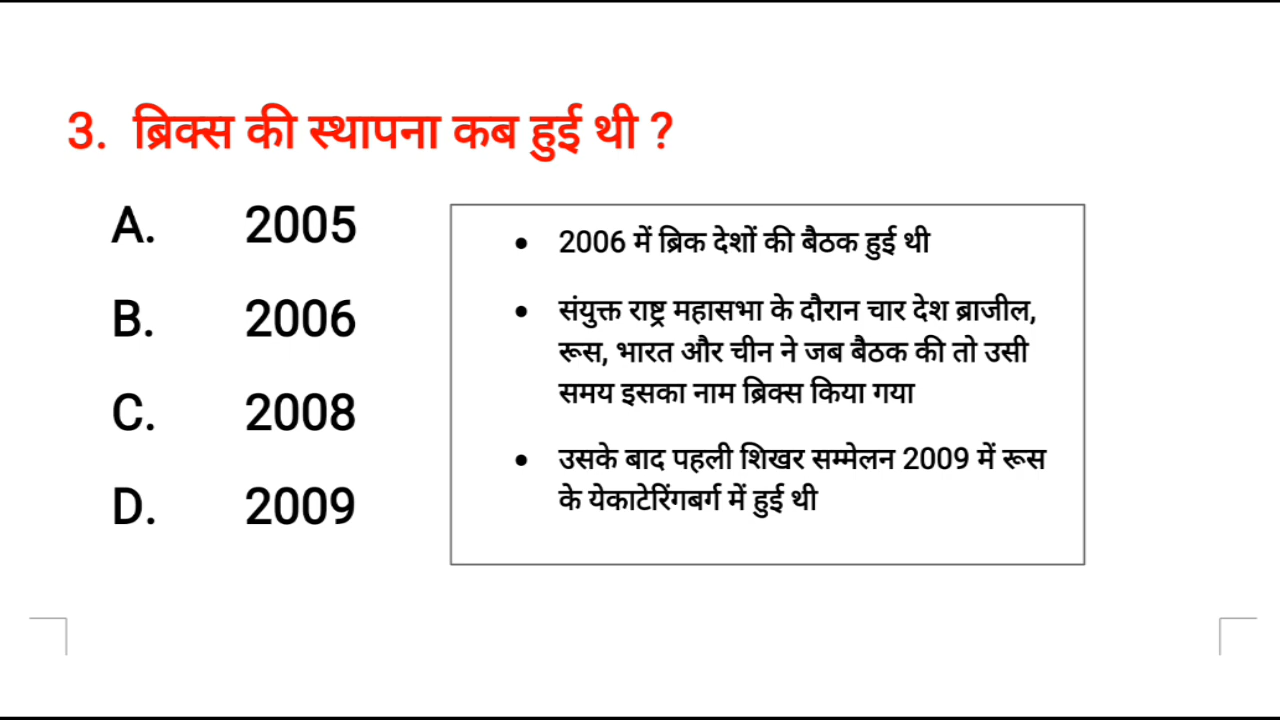 3. ब्रिक्स की स्थापना कब हुई थी ?
A. 2005
B. 2006
C. 2008
D. 2009
• 2006 में ब्रिक देशों की बैठक हुई थी
• संयुक्त राष्ट्र महासभा के दौरान चार देश ब्राजील,
रूस, भारत और चीन ने जब बैठक की तो उसी
समय इसका नाम ब्रिक्स किया गया
• उसके बाद पहली शिखर सम्मेलन 2009 में रूस
के येकाटेरिंगबर्ग में हुई थी